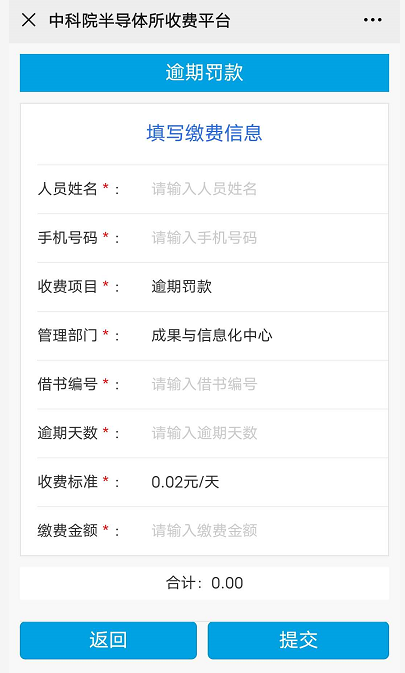 中科院半导体所收费平台
逾期罚款
填写缴费信息
人员姓名 * ： 请输入人员姓名
手机号码 * ： 请输入手机号码
收费项目 * ： 逾期罚款
管理部门 * ： 成果与信息化中心
借书编号 * ： 请输入借书编号
逾期天数 * ： 请输入逾期天数
收费标准 * ： 0.02元/天
缴费金额 * ： 请输入缴费金额
合计：0.00
返回 提交